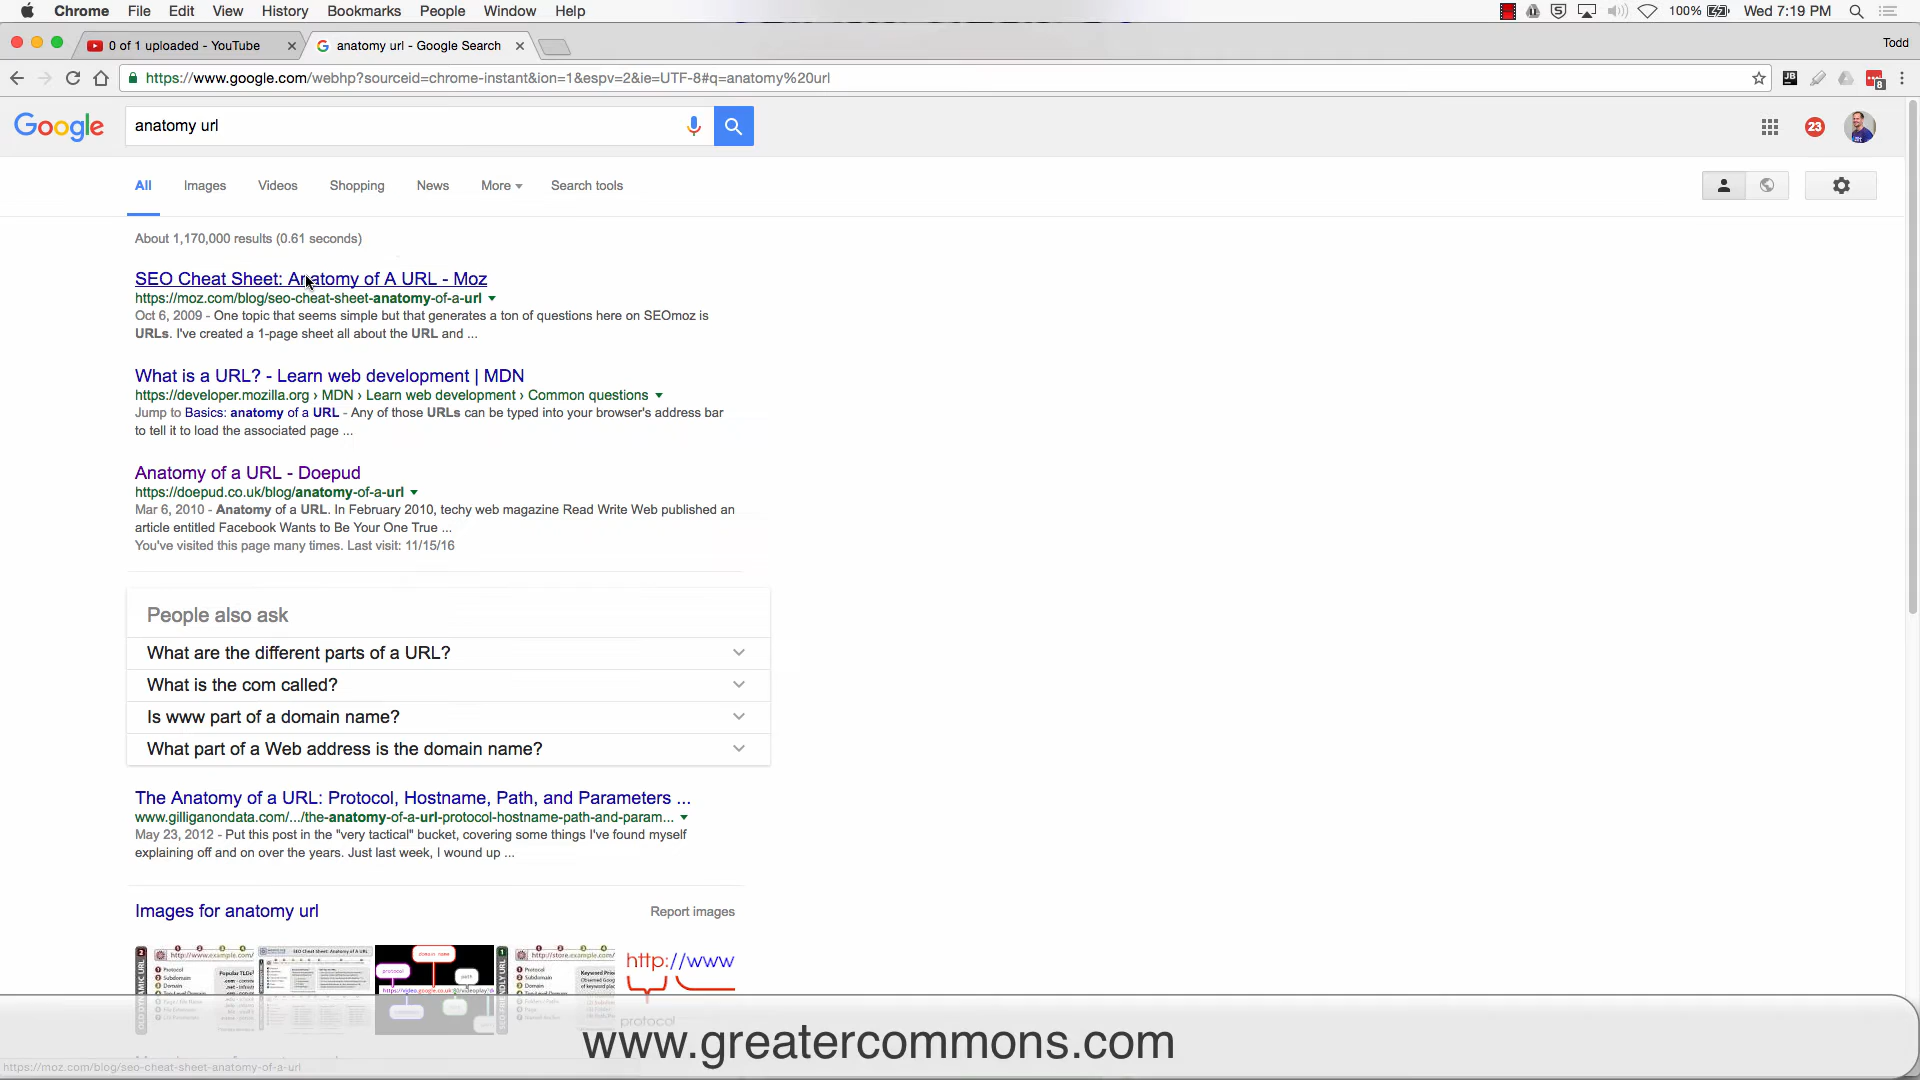 Chrome File Edit View History Bookmarks People Window Help 100% Wed 7:19 PM
0 of 1 uploaded - YouTube anatomy url - Google Search Todd
https://www.google.com/webhp?sourceid=chrome-instant&ion=1&espv=2&ie=UTF-8#q=anatomy%20url
Google anatomy url 23
All Images Videos Shopping News More Search tools
About 1,170,000 results (0.61 seconds)
SEO Cheat Sheet: Anatomy of A URL - Moz
https://moz.com/blog/seo-cheat-sheet-anatomy-of-a-url
Oct 6, 2009 - One topic that seems simple but that generates a ton of questions here on SEOmoz is
URLs. I've created a 1-page sheet all about the URL and ...
What is a URL? - Learn web development | MDN
https://developer.mozilla.org › MDN › Learn web development › Common questions
Jump to Basics: anatomy of a URL - Any of those URLs can be typed into your browser's address bar
to tell it to load the associated page ...
Anatomy of a URL - Doepud
https://doepud.co.uk/blog/anatomy-of-a-url
Mar 6, 2010 - Anatomy of a URL. In February 2010, techy web magazine Read Write Web published an
article entitled Facebook Wants to Be Your One True ...
You've visited this page many times. Last visit: 11/15/16
People also ask
What are the different parts of a URL?
What is the com called?
Is www part of a domain name?
What part of a Web address is the domain name?
The Anatomy of a URL: Protocol, Hostname, Path, and Parameters ...
www.gilliganondata.com/.../the-anatomy-of-a-url-protocol-hostname-path-and-param...
May 23, 2012 - Put this post in the "very tactical" bucket, covering some things I've found myself
explaining off and on over the years. Just last week, I wound up ...
Images for anatomy url Report images
http://www
protocol
www.greatercommons.com
https://moz.com/blog/seo-cheat-sheet-anatomy-of-a-url